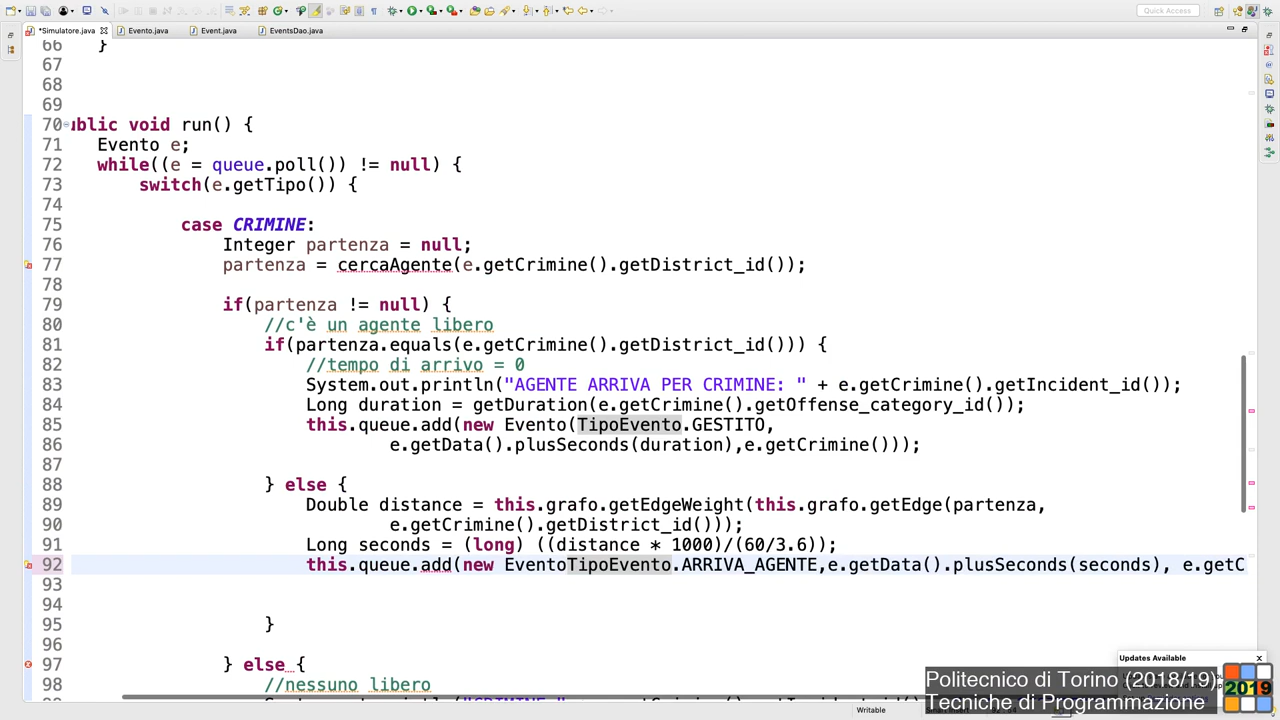 Quick Access
*Simulatore.java
Evento.java
Event.java
EventsDao.java
66 }
67
68
69
70 ublic void run() {
71 Evento e;
72 while((e = queue.poll()) != null) {
73 switch(e.getTipo()) {
74
75 case CRIMINE:
76 Integer partenza = null;
77 partenza = cercaAgente(e.getCrimine().getDistrict_id());
78
79 if(partenza != null) {
80 //c'è un agente libero
81 if(partenza.equals(e.getCrimine().getDistrict_id())) {
82 //tempo di arrivo = 0
83 System.out.println("AGENTE ARRIVA PER CRIMINE: " + e.getCrimine().getIncident_id());
84 Long duration = getDuration(e.getCrimine().getOffense_category_id());
85 this.queue.add(new Evento(TipoEvento.GESTITO,
86 e.getData().plusSeconds(duration),e.getCrimine()));
87
88 } else {
89 Double distance = this.grafo.getEdgeWeight(this.grafo.getEdge(partenza,
90 e.getCrimine().getDistrict_id()));
91 Long seconds = (long) ((distance * 1000)/(60/3.6));
92 this.queue.add(new EventoTipoEvento.ARRIVA_AGENTE,e.getData().plusSeconds(seconds), e.getC
93
94
95 }
96
97 } else {
98 //nessuno libero
Updates Available
Politecnico di Torino (2018/19)
Tecniche di Programmazione
2019
Writable